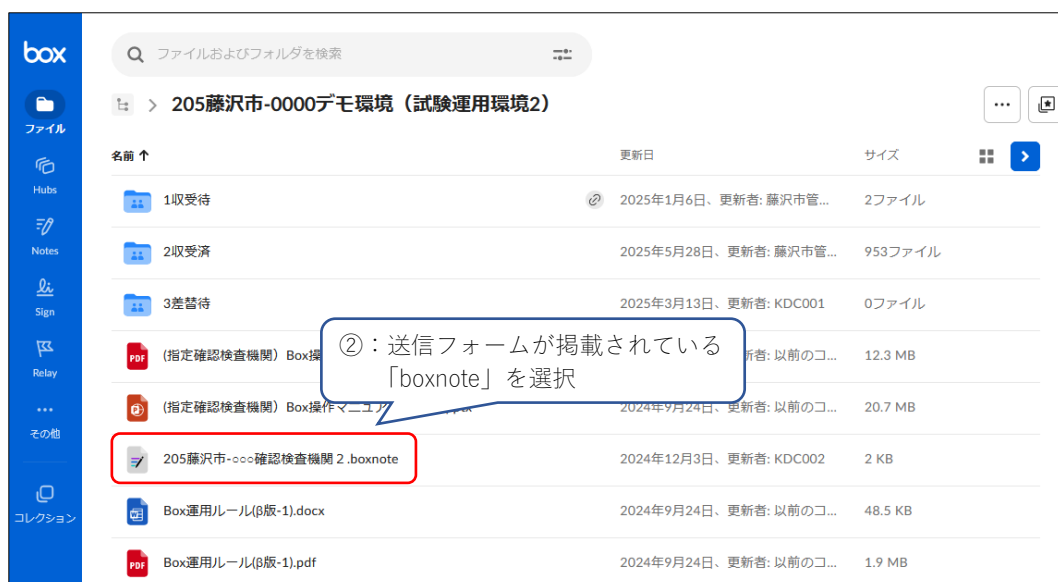 box
ファイルおよびフォルダを検索
205藤沢市-0000デモ環境（試験運用環境2）
ファイル
Hubs
Notes
Sign
Relay
その他
コレクション
名前 更新日 サイズ
1収受待 2025年1月6日、更新者: 藤沢市管... 2ファイル
2収受済 2025年5月28日、更新者: 藤沢市管... 953ファイル
3差替待 2025年3月13日、更新者: KDC001 0ファイル
②：送信フォームが掲載されている
「boxnote」を選択
PDF (指定確認検査機関）Box操 新者: 以前のコ... 12.3 MB
(指定確認検査機関）Box操作マニュア 2024年9月24日、更新者: 以前のコ... 20.7 MB
205藤沢市-○○○確認検査機関２.boxnote 2024年12月3日、更新者: KDC002 2 KB
Box運用ルール(β版-1).docx 2024年9月24日、更新者: 以前のコ... 48.5 KB
PDF Box運用ルール(β版-1).pdf 2024年9月24日、更新者: 以前のコ... 1.9 MB